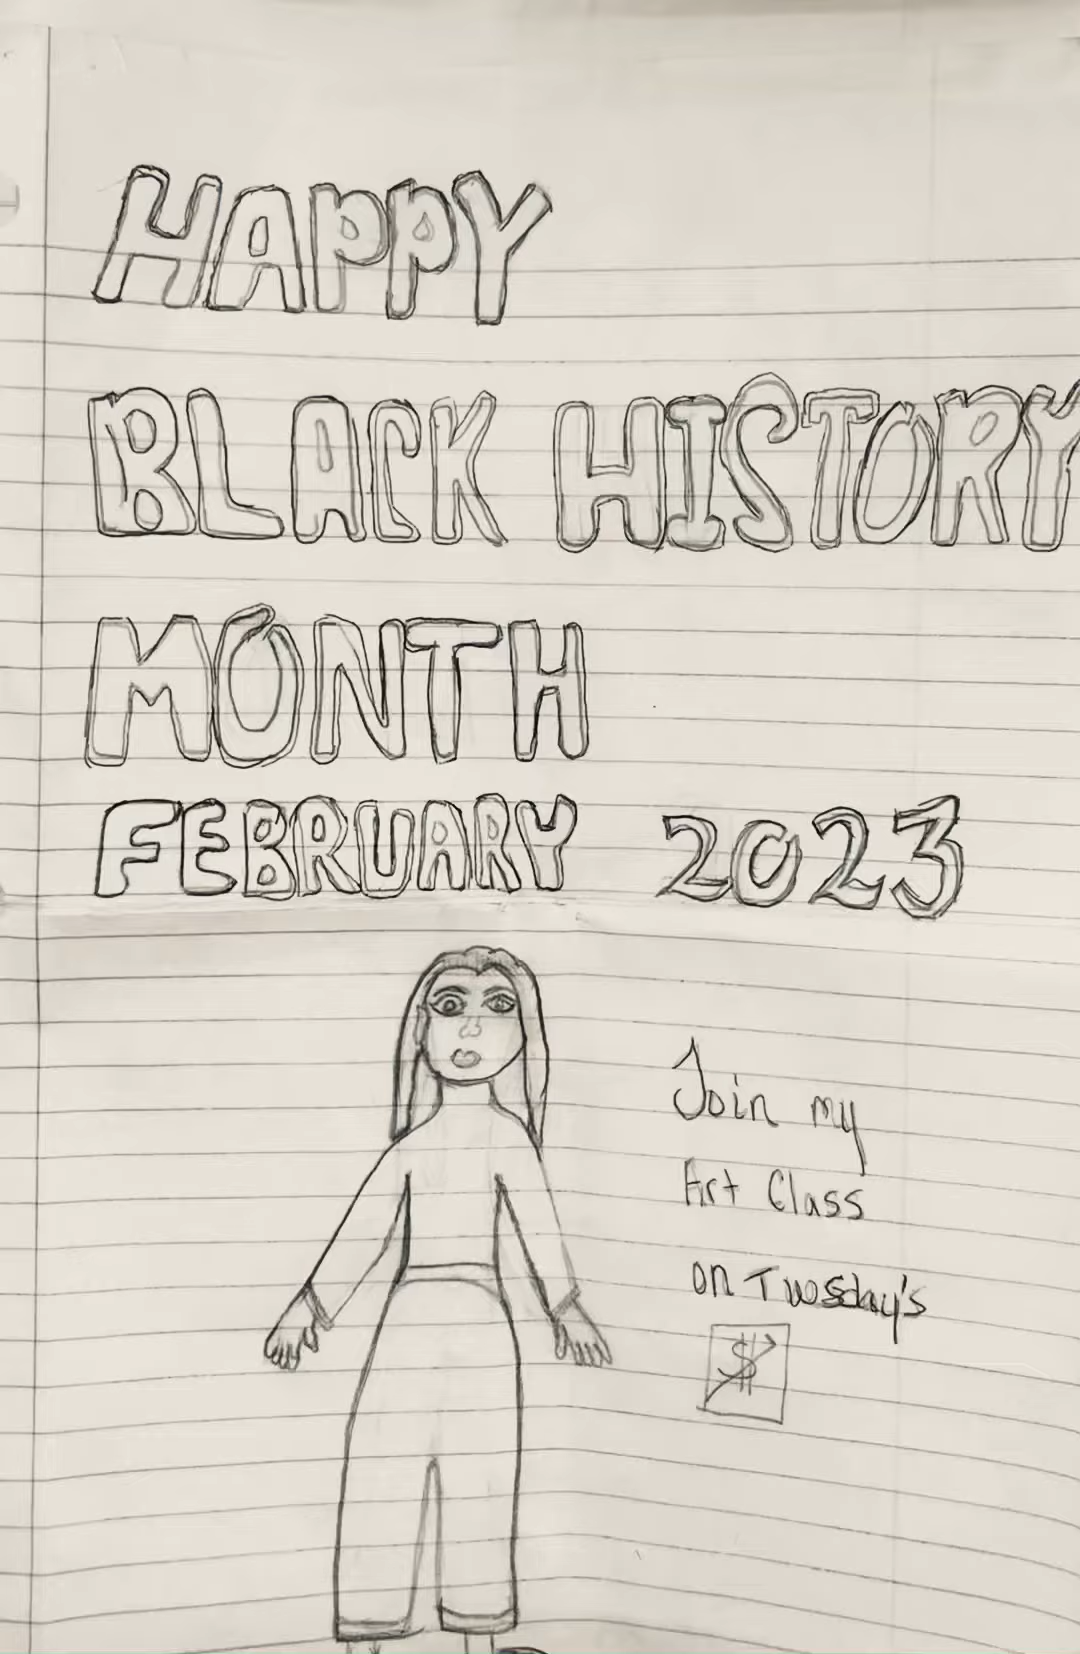 HAPPY
BLACK HISTORY
MONTH
FEBRUARY 2023
Join my
Art Class
on Tuesday's
$